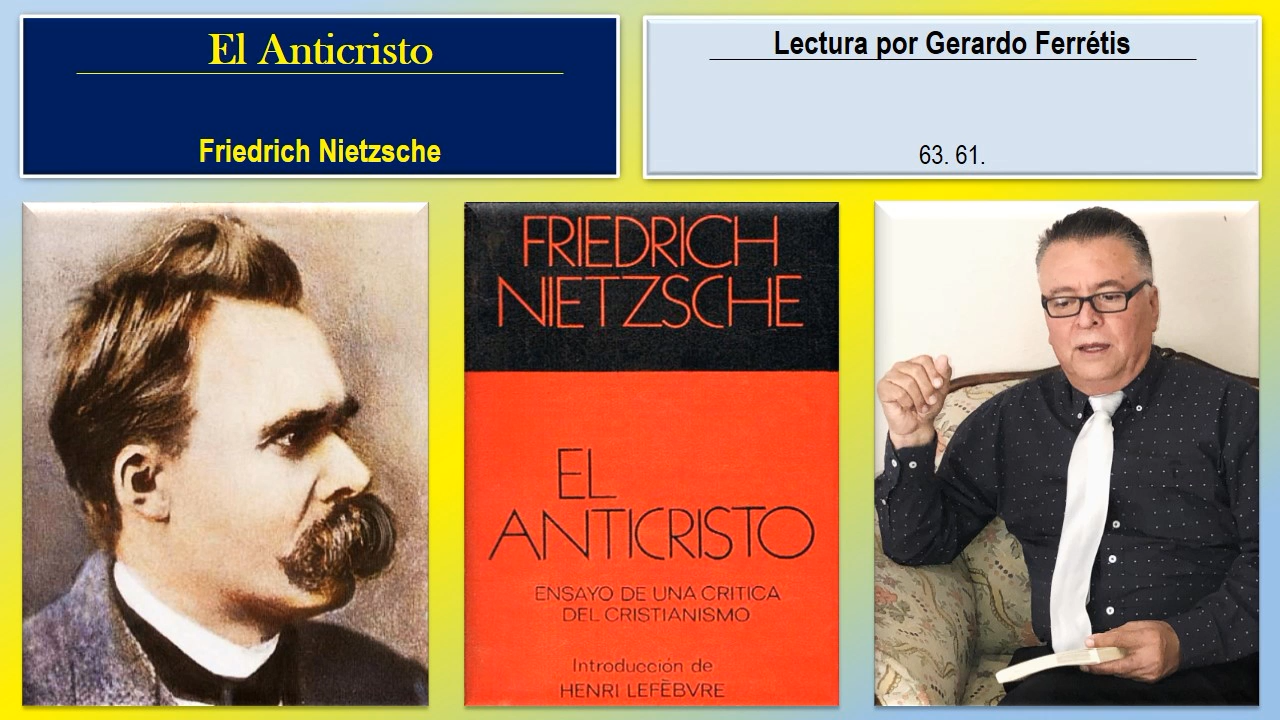 El Anticristo
Friedrich Nietzsche
Lectura por Gerardo Ferrétis
63. 61.
FRIEDRICH
NIETZSCHE
EL
ANTICRISTO
ENSAYO DE UNA CRITICA
DEL CRISTIANISMO
Introducción de
HENRI LEFÈBVRE